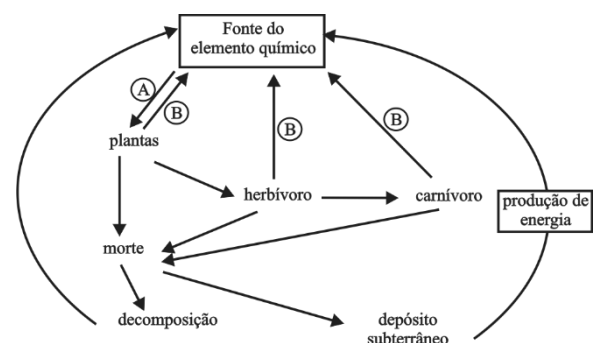 Fonte do
elemento químico
A
B
plantas
B
B
herbívoro
carnívoro
produção de
energia
morte
decomposição
depósito
subterrâneo